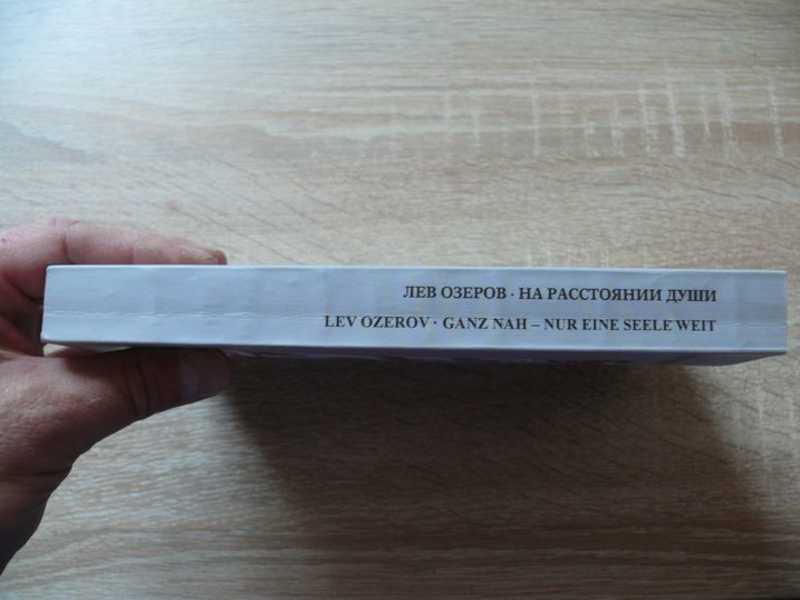 ЛЕВ ОЗЕРОВ · НА РАССТОЯНИИ ДУШИ
LEV OZEROV · GANZ NAH – NUR EINE SEELE WEIT